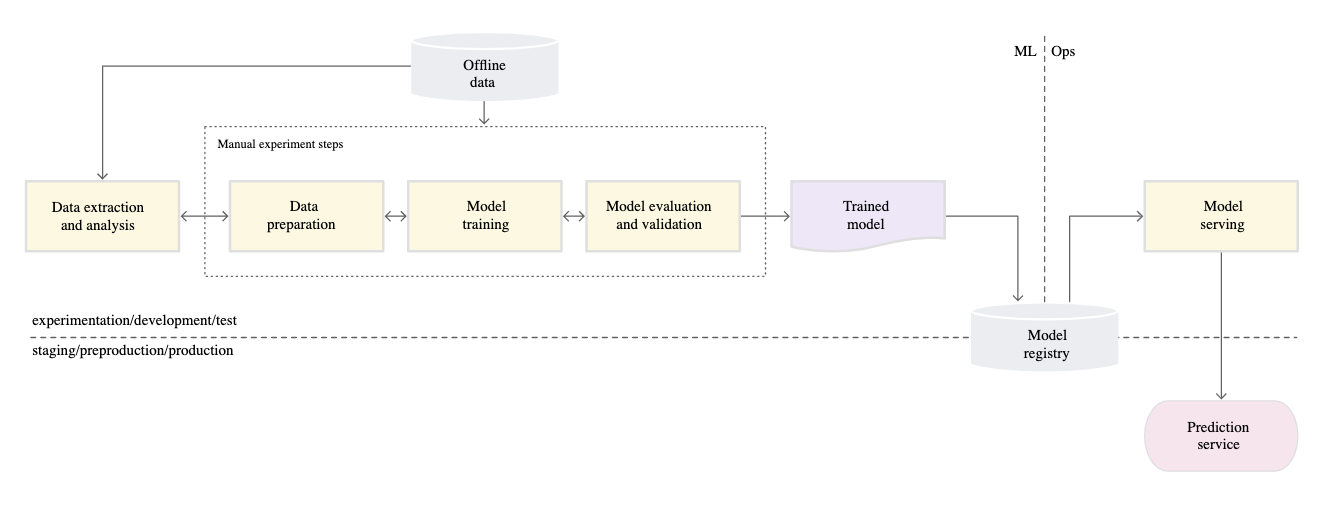 Offline
data
ML
Ops
Manual experiment steps
Data extraction
and analysis
Data
preparation
Model
training
Model evaluation
and validation
Trained
model
Model
serving
experimentation/development/test
staging/preproduction/production
Model
registry
Prediction
service